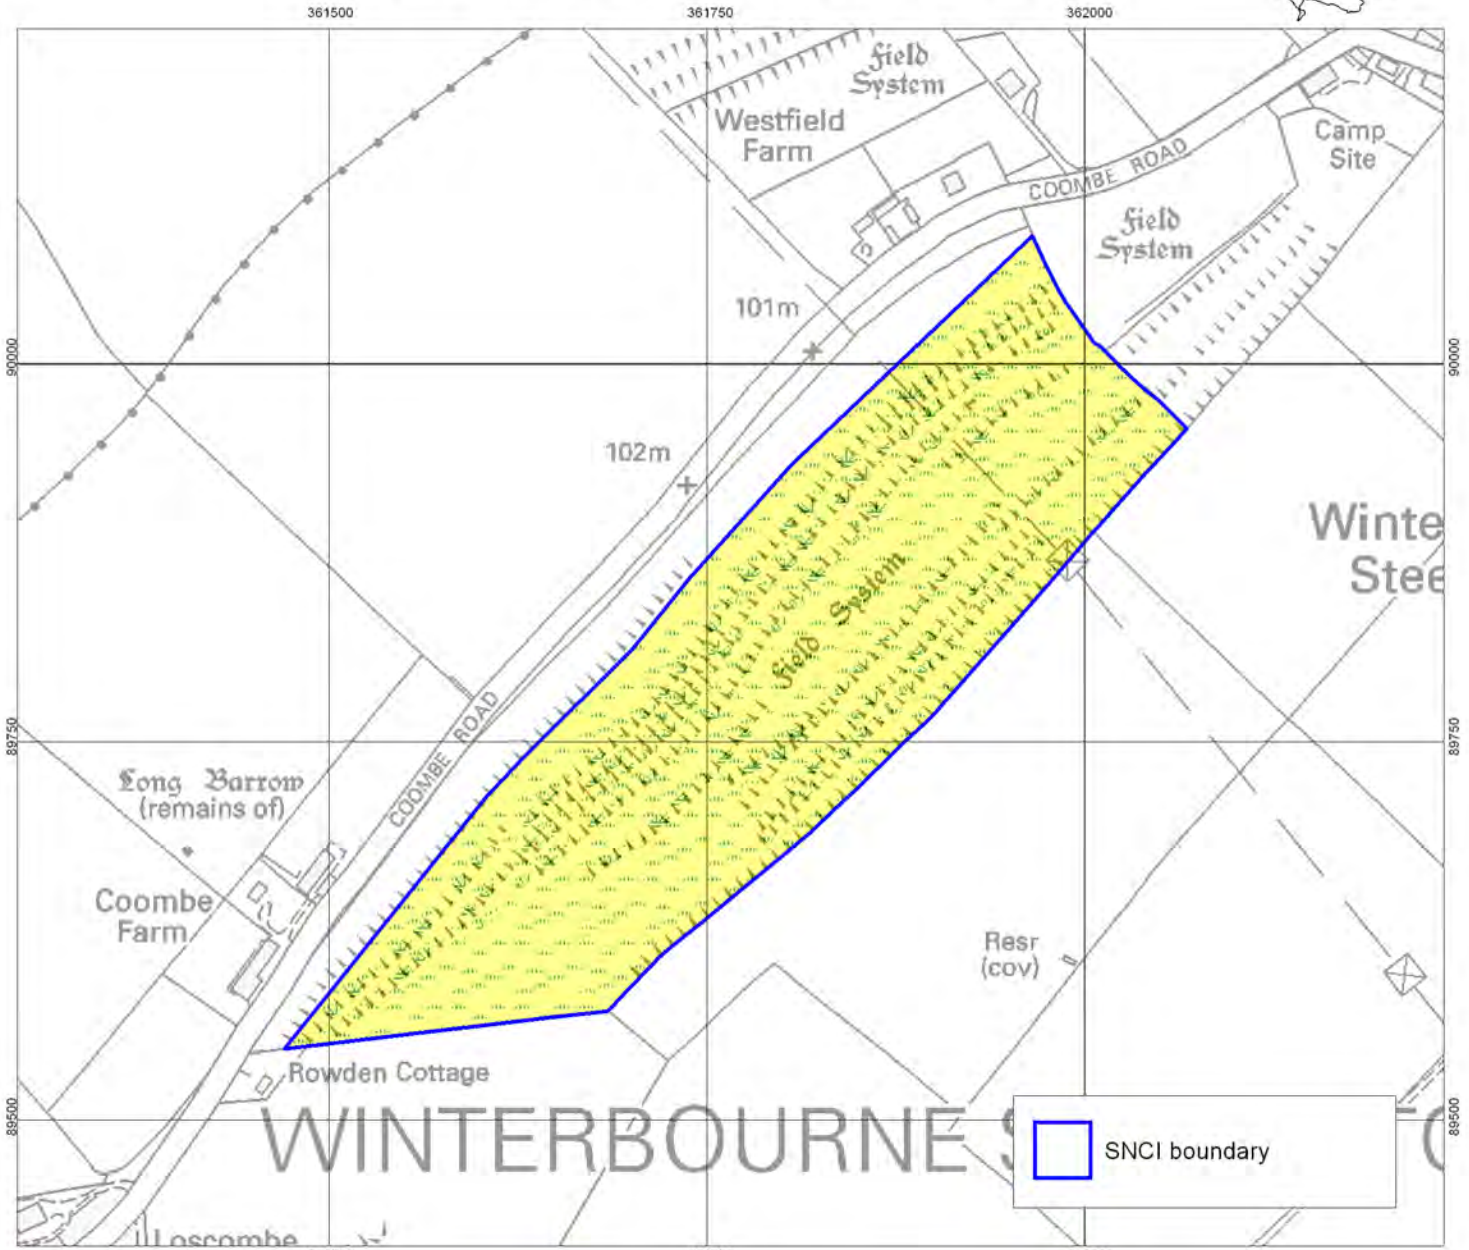 361500
361750
362000
Field
System
Westfield
Farm
Camp
Site
COOMBE ROAD
Field
System
101m
90000
90000
102m
Winte
Stee
Field System
COOMBE ROAD
89750
89750
Long Barrow
(remains of)
Coombe
Farm
Resr
(cov)
Rowden Cottage
89500
89500
WINTERBOURNE
SNCI boundary
Loscombe